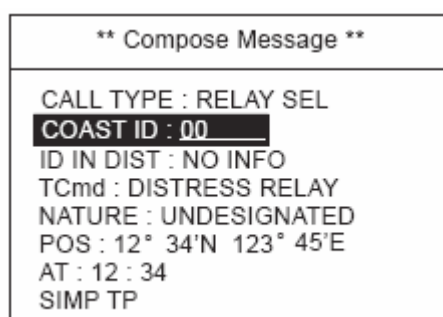 ** Compose Message **
CALL TYPE : RELAY SEL
COAST ID : 00
ID IN DIST : NO INFO
TCmd : DISTRESS RELAY
NATURE : UNDESIGNATED
POS : 12° 34'N 123° 45'E
AT : 12 : 34
SIMP TP